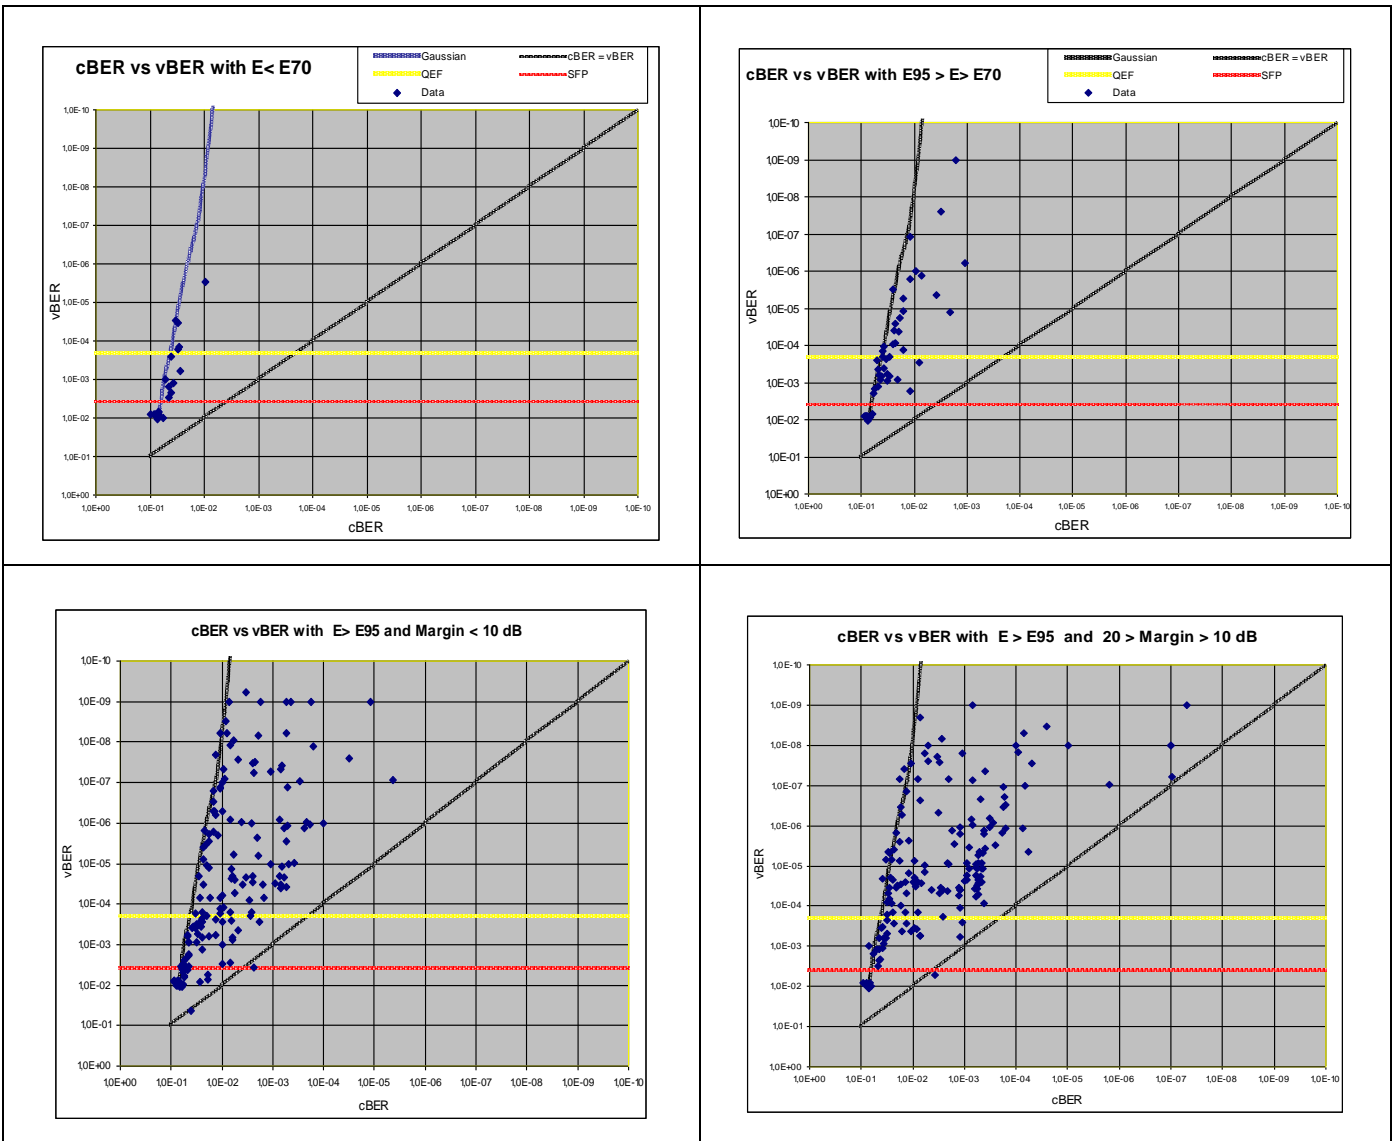 cBER vs vBER with E< E70
Gaussian
cBER = vBER
QEF
SFP
Data
1,0E-10
1,0E-09
1,0E-08
1,0E-07
1,0E-06
1,0E-05
1,0E-04
1,0E-03
1,0E-02
1,0E-01
1,0E+00
vBER
1,0E+00 1,0E-01 1,0E-02 1,0E-03 1,0E-04 1,0E-05 1,0E-06 1,0E-07 1,0E-08 1,0E-09 1,0E-10
cBER
cBER vs vBER with E95 > E> E70
Gaussian
cBER = vBER
QEF
SFP
Data
1,0E-10
1,0E-09
1,0E-08
1,0E-07
1,0E-06
1,0E-05
1,0E-04
1,0E-03
1,0E-02
1,0E-01
1,0E+00
vBER
1,0E+00 1,0E-01 1,0E-02 1,0E-03 1,0E-04 1,0E-05 1,0E-06 1,0E-07 1,0E-08 1,0E-09 1,0E-10
cBER
cBER vs vBER with E> E95 and Margin < 10 dB
1,0E-10
1,0E-09
1,0E-08
1,0E-07
1,0E-06
1,0E-05
1,0E-04
1,0E-03
1,0E-02
1,0E-01
1,0E+00
vBER
1,0E+00 1,0E-01 1,0E-02 1,0E-03 1,0E-04 1,0E-05 1,0E-06 1,0E-07 1,0E-08 1,0E-09 1,0E-10
cBER
cBER vs vBER with E > E95 and 20 > Margin > 10 dB
1,0E-10
1,0E-09
1,0E-08
1,0E-07
1,0E-06
1,0E-05
1,0E-04
1,0E-03
1,0E-02
1,0E-01
1,0E+00
vBER
1,0E+00 1,0E-01 1,0E-02 1,0E-03 1,0E-04 1,0E-05 1,0E-06 1,0E-07 1,0E-08 1,0E-09 1,0E-10
cBER